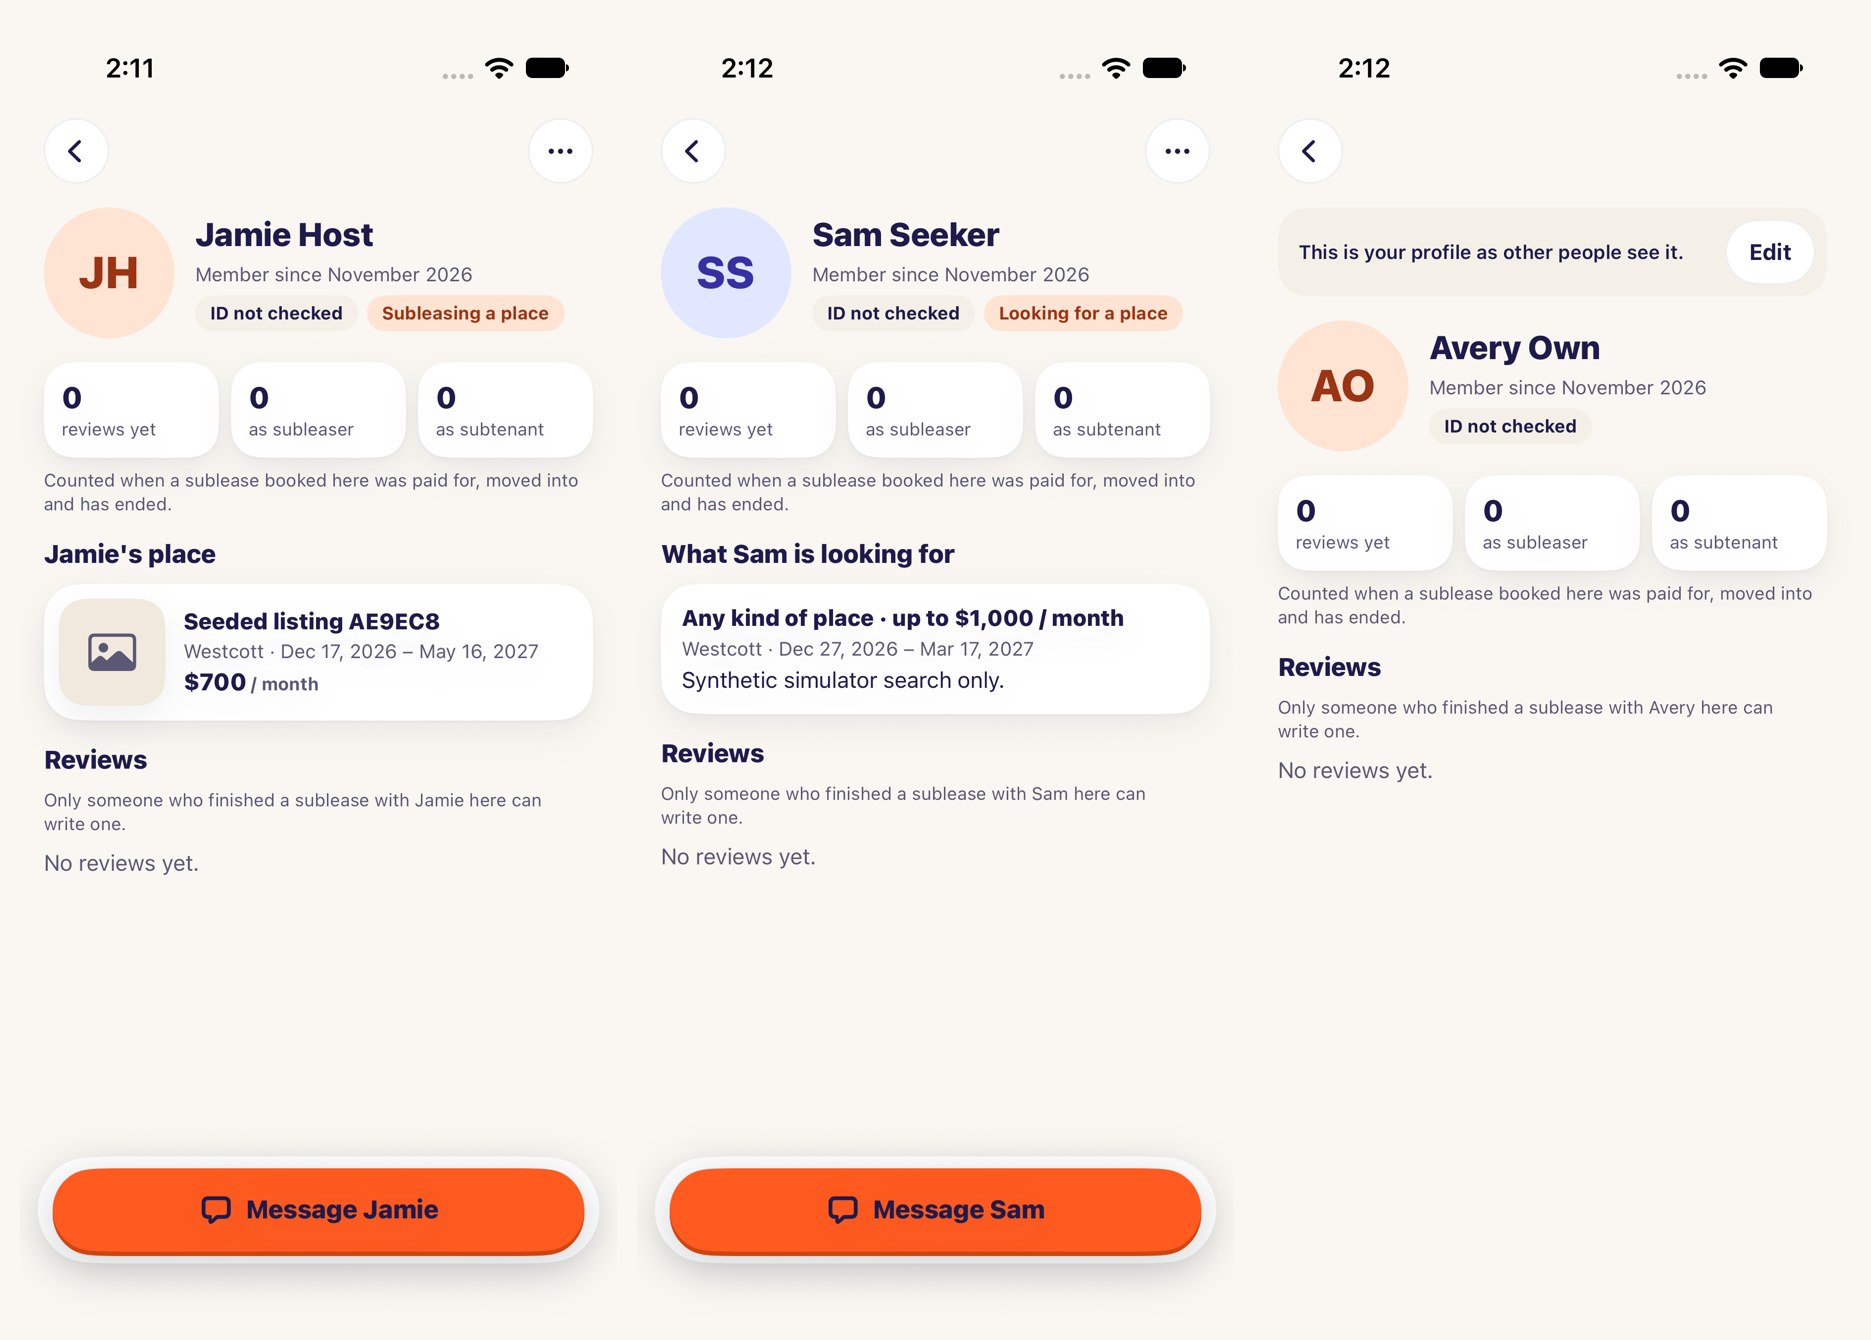 2:11
JH
Jamie Host
Member since November 2026
ID not checked
Subleasing a place
0
reviews yet
0
as subleaser
0
as subtenant
Counted when a sublease booked here was paid for, moved into
and has ended.
Jamie's place
Seeded listing AE9EC8
Westcott · Dec 17, 2026 – May 16, 2027
$700 / month
Reviews
Only someone who finished a sublease with Jamie here can
write one.
No reviews yet.
Message Jamie
2:12
SS
Sam Seeker
Member since November 2026
ID not checked
Looking for a place
0
reviews yet
0
as subleaser
0
as subtenant
Counted when a sublease booked here was paid for, moved into
and has ended.
What Sam is looking for
Any kind of place · up to $1,000 / month
Westcott · Dec 27, 2026 – Mar 17, 2027
Synthetic simulator search only.
Reviews
Only someone who finished a sublease with Sam here can
write one.
No reviews yet.
Message Sam
2:12
This is your profile as other people see it.
Edit
AO
Avery Own
Member since November 2026
ID not checked
0
reviews yet
0
as subleaser
0
as subtenant
Counted when a sublease booked here was paid for, moved into
and has ended.
Reviews
Only someone who finished a sublease with Avery here can
write one.
No reviews yet.